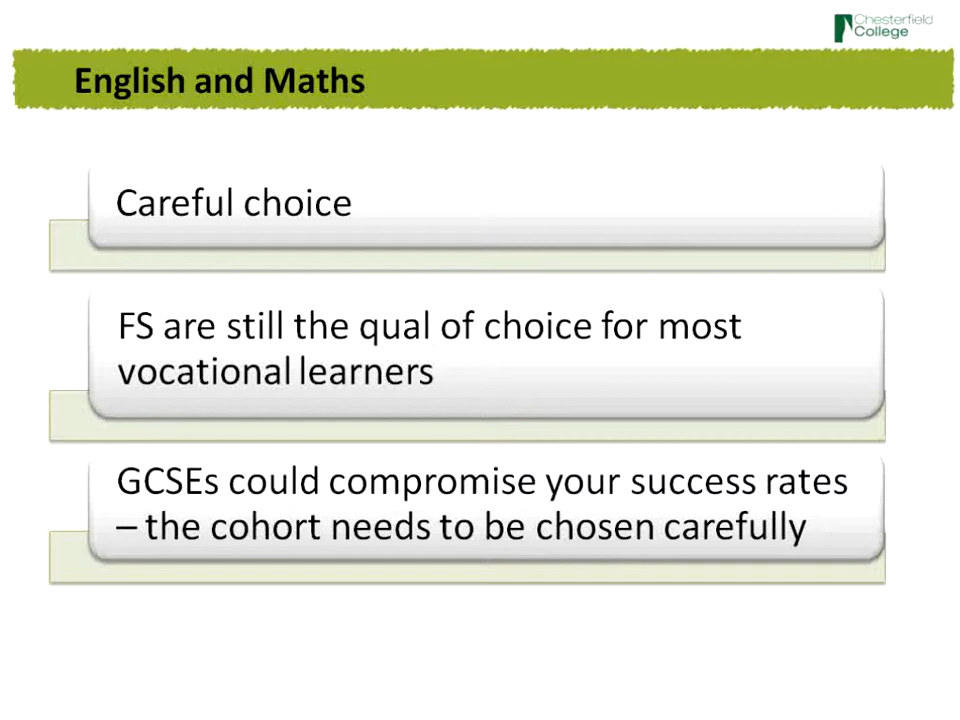 Chesterfield
College
English and Maths
Careful choice
FS are still the qual of choice for most
vocational learners
GCSEs could compromise your success rates
– the cohort needs to be chosen carefully